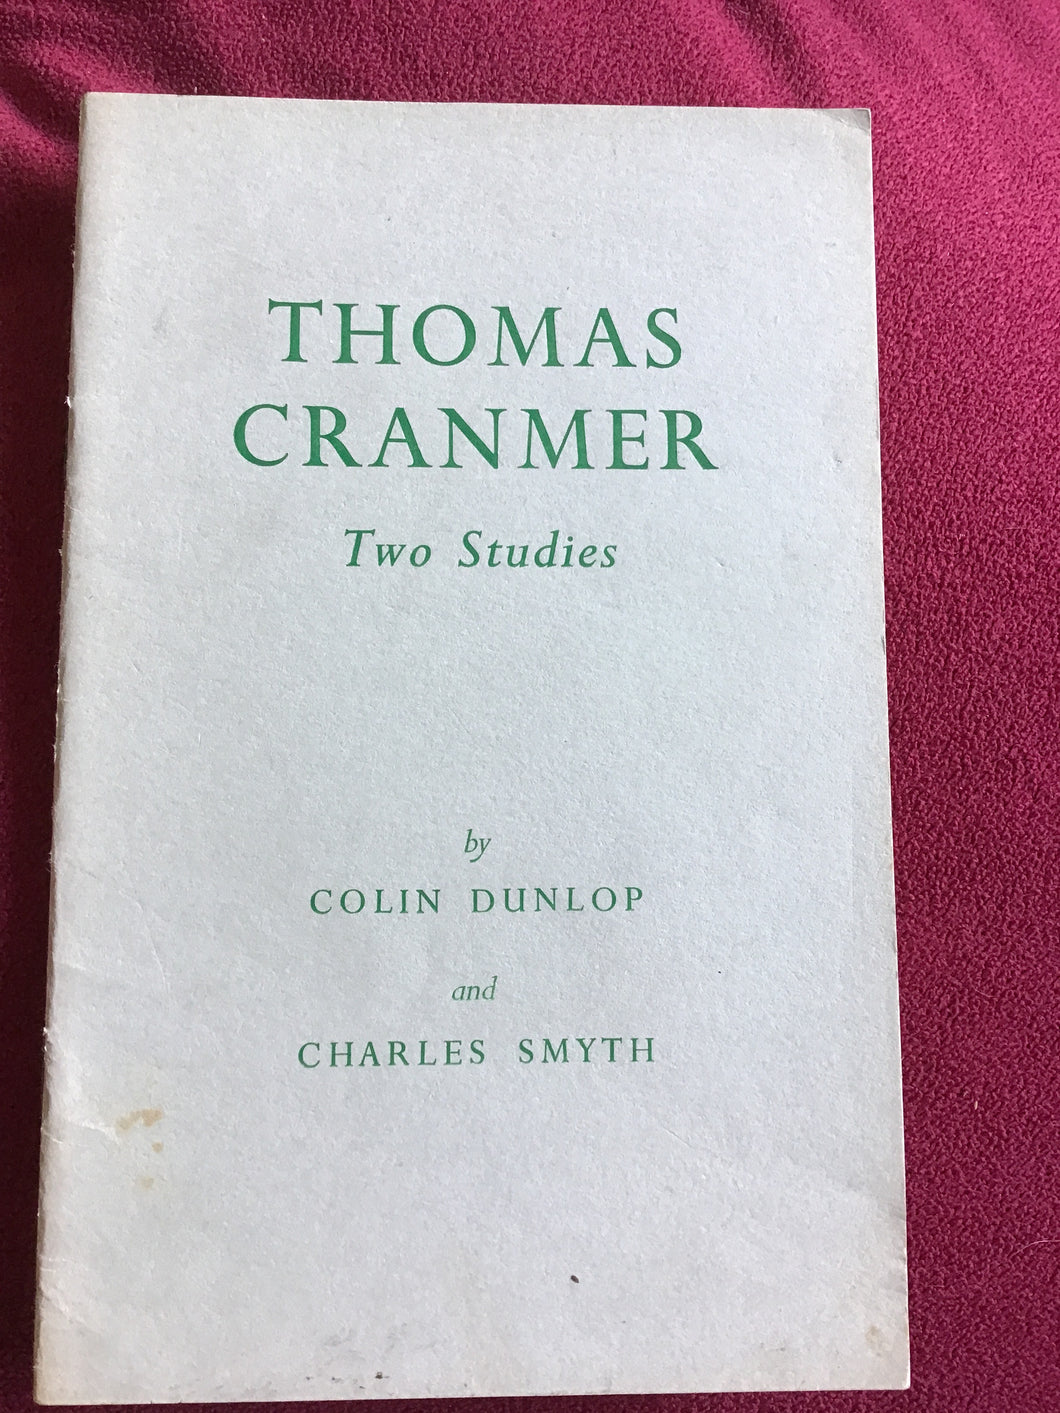 THOMAS
CRANMER
Two Studies
by
COLIN DUNLOP
and
CHARLES SMYTH